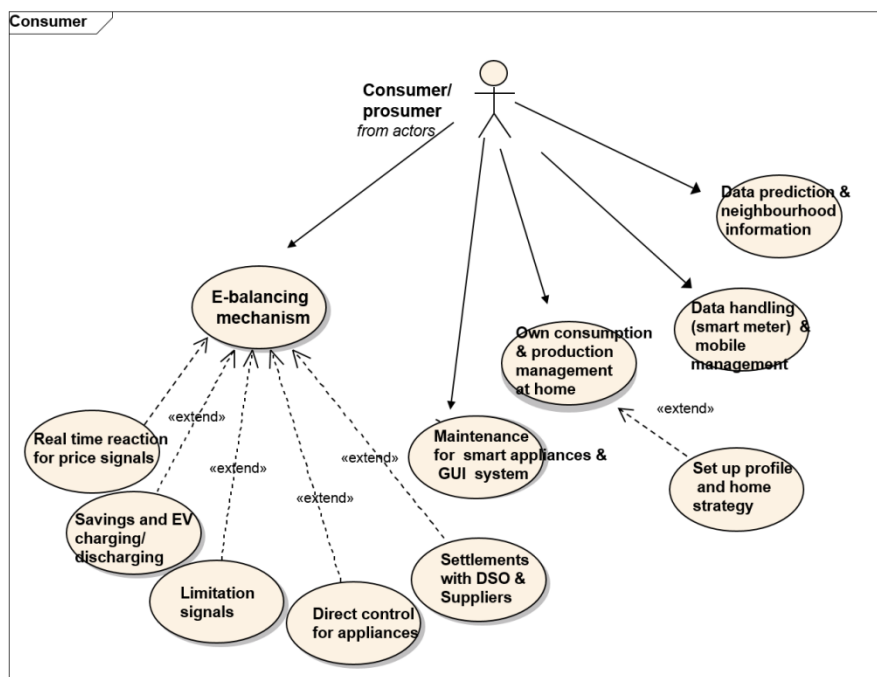 Consumer
Consumer/
prosumer
from actors
Data prediction &
neighbourhood
information
E-balancing
mechanism
Data handling
(smart meter) &
mobile
management
Own consumption
& production
management
at home
«extend»
«extend»
«extend»
«extend»
«extend»
Real time reaction
for price signals
Maintenance
for smart appliances &
GUI system
Set up profile
and home
strategy
Savings and EV
charging/
discharging
Settlements
with DSO &
Suppliers
Limitation
signals
Direct control
for appliances